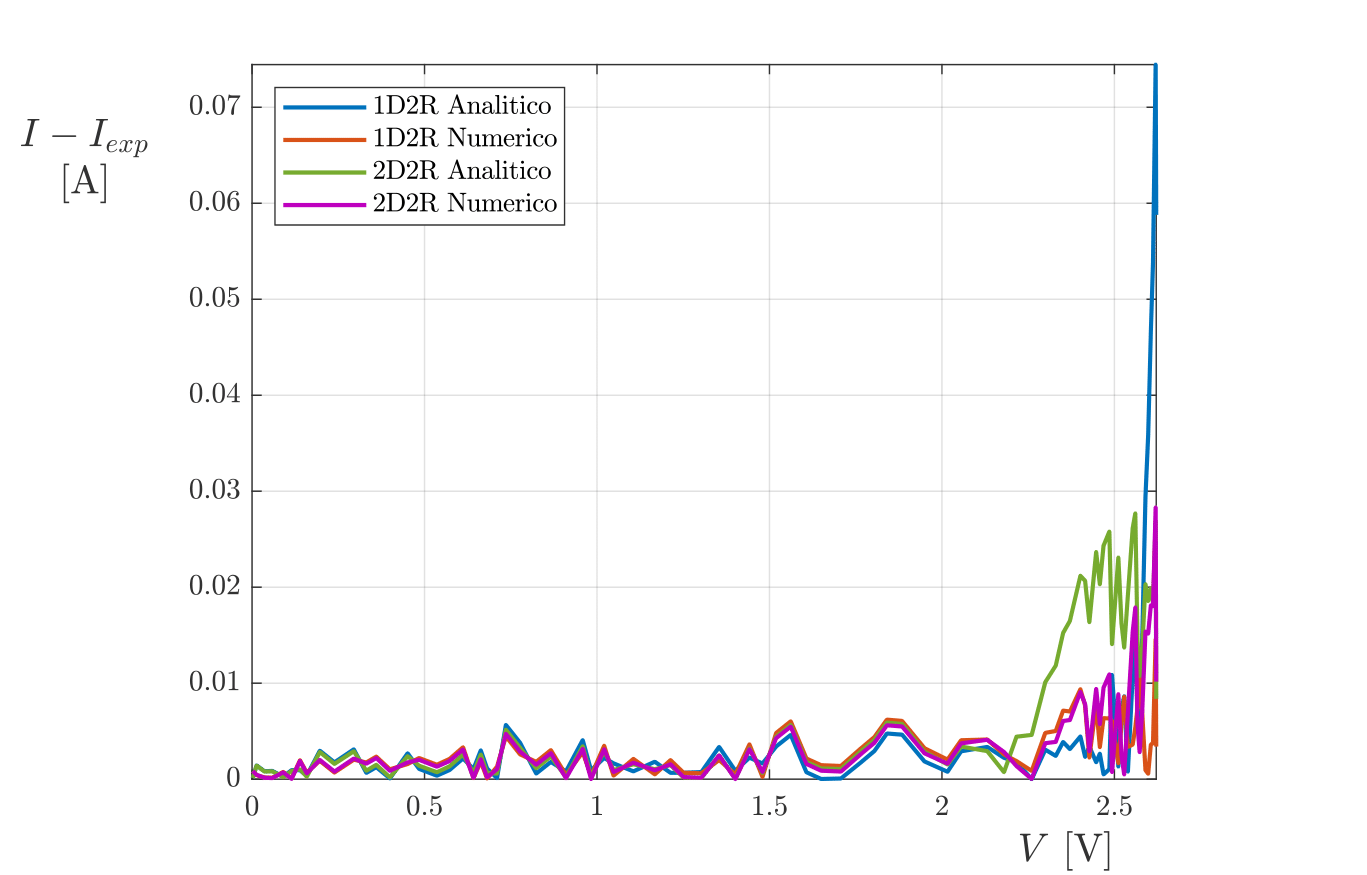 I − I_exp
[A]
0.07
0.06
0.05
0.04
0.03
0.02
0.01
0
1D2R Analitico
1D2R Numerico
2D2R Analitico
2D2R Numerico
0 0.5 1 1.5 2 2.5
V [V]